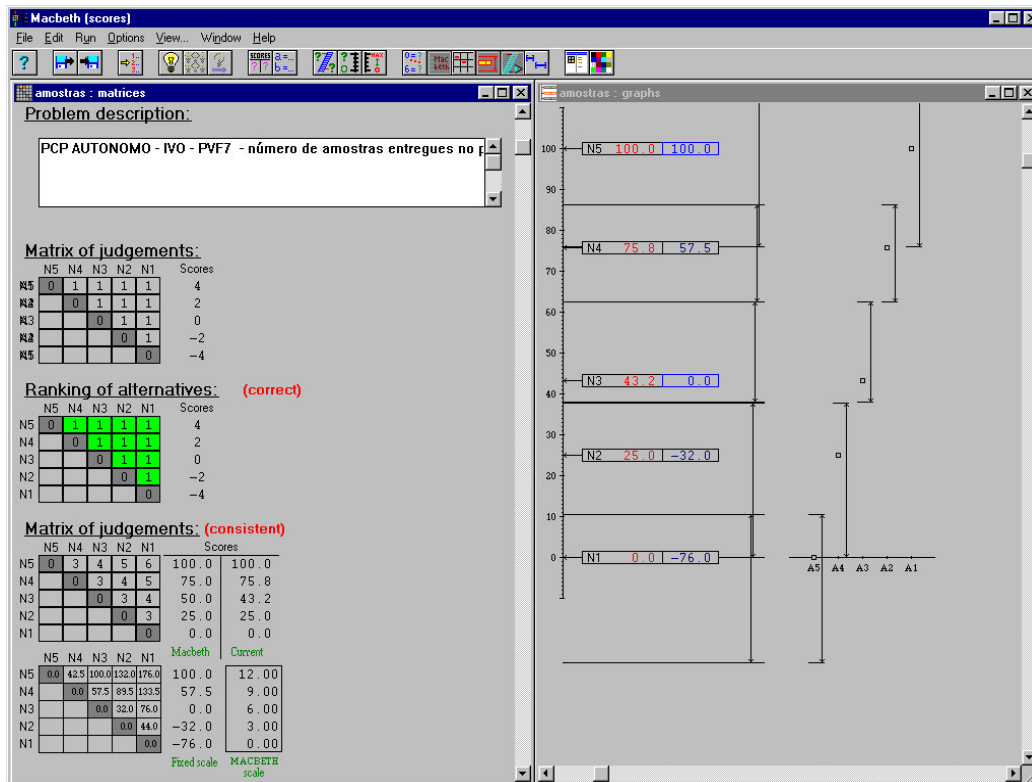 Macbeth (scores)
File Edit Run Options View... Window Help
amostras : matrices
Problem description:
PCP AUTONOMO - IVO - PVF7 - número de amostras entregues no p
Matrix of judgements:
N5 N4 N3 N2 N1 Scores
0 1 1 1 1 4
0 1 1 1 2
0 1 1 0
0 1 -2
0 -4
Ranking of alternatives: (correct)
N5 N4 N3 N2 N1 Scores
N5 0 1 1 1 1 4
N4 0 1 1 1 2
N3 0 1 1 0
N2 0 1 -2
N1 0 -4
Matrix of judgements: (consistent)
N5 N4 N3 N2 N1 Scores
N5 0 3 4 5 6 100.0 100.0
N4 0 3 4 5 75.0 75.8
N3 0 3 4 50.0 43.2
N2 0 3 25.0 25.0
N1 0 0.0 0.0
N5 N4 N3 N2 N1 Macbeth Current
N5 0.0 42.5 100.0 132.0 176.0 100.0 12.00
N4 0.0 57.5 89.5 133.5 57.5 9.00
N3 0.0 32.0 76.0 0.0 6.00
N2 0.0 44.0 -32.0 3.00
N1 0.0 -76.0 0.00
Fixed scale MACBETH scale
amostras : graphs
100 N5 100.0 100.0
90
80
N4 75.8 57.5
70
60
50
N3 43.2 0.0
40
30
N2 25.0 -32.0
20
10
0 N1 0.0 -76.0
A5 A4 A3 A2 A1